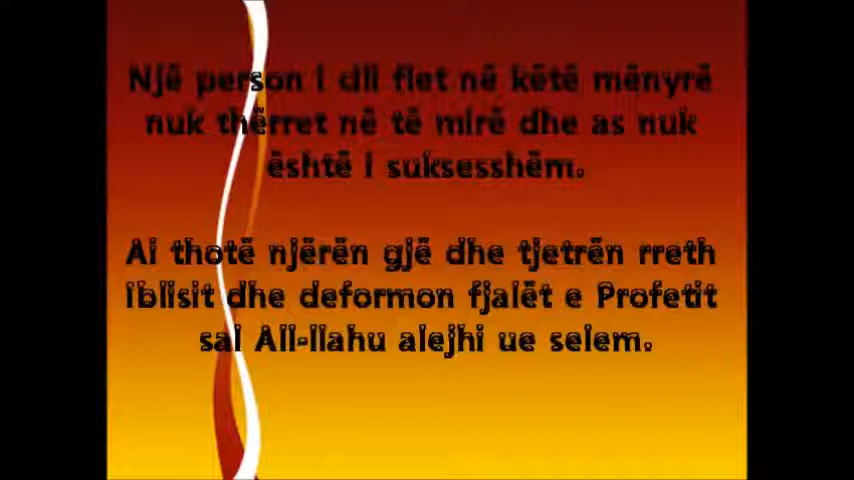 Një person i cili flet në këtë mënyrë
nuk thërret në të mirë dhe as nuk
është i suksesshëm.
Ai thotë njërën gjë dhe tjetrën rreth
Iblisit dhe deformon fjalët e Profetit
sal All-llahu alejhi ue selem.